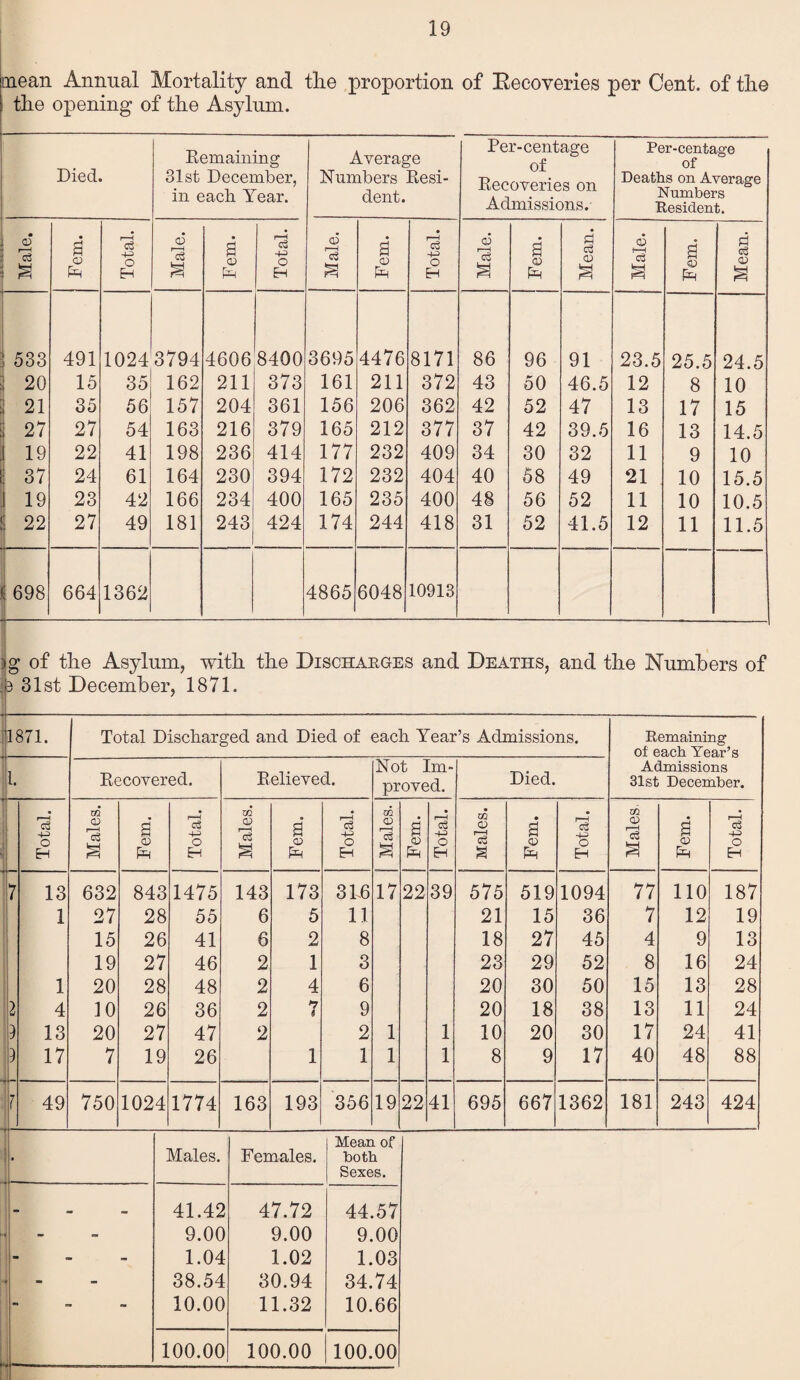 19
mean Annual Mortality and the proportion of Recoveries per Cent. of the
the opening of the Asylum.
Died. Remaining 31st December, in each Year. Average Numbers Resident. Per-centage of Recoveries on Admissions. Per-centage of Deaths on Average Numbers Resident.
Male. Fem. Total. Male. Fem. Total. Male. Fem. Total. Male. Fem. Mean. Male. Fem. Mean.
533 491 1024 3794 4606 8400 3695 4476 8171 86 96 91 23.5 25.5 24.5
20 15 35 162 211 373 161 211 372 43 50 46.5 12 8 10
21 35 56 157 204 361 156 206 362 42 52 47 13 17 15
27 27 54 163 216 379 165 212 377 37 42 39.5 16 13 14.5
19 22 41 198 236 414 177 232 409 34 30 32 11 9 10
37 24 61 164 230 394 172 232 404 40 58 49 21 10 15.5
19 23 42 166 234 400 165 235 400 48 56 52 11 10 10.5
22 27 49 181 243 424 174 244 418 31 52 41.5 12 11 11.5
698 664 1362 4865 6048 10913
g of the Asylum, with the Discharges and Deaths, and the Numbers of
31st December, 1871.
1871. Total Discharged and Died of each Year's Admissions. Remaining of each Year's Admissions 31st December.
1. Recovered. Relieved. Not Improved. Died.
Total. Males. Fem. Total. Males. Fem. Total. Males. Fem. Total. Males. Fem. Total. Males. Fem. Total.
7 13 632 843 1475 143 173 316 17 22 39 575 519 1094 77 110 187
1 27 28 55 6 5 11 21 15 36 7 12 19
15 26 41 6 2 8 18 27 45 4 9 13
19 27 46 2 1 3 23 29 52 8 16 24
1 20 28 48 2 4 6 20 30 50 15 13 28
2 4 10 26 36 2 7 9 20 18 38 13 11 24
9 13 20 27 47 2 2 1 1 10 20 30 17 24 41
9 17 7 19 26 1 1 1 1 8 9 17 40 48 88
7 49 750 1024 1774 163 193 356 19 22 41 695 667 1362 181 243 424
Males. Females. Mean of both Sexes.
- - - 41.42 47.72 44.57
- - 9.00 9.00 9.00
- - - 1.04 1.02 1.03
- - 38.54 30.94 34.74
- - - 10.00 11.32 10.66
100.00 100.00 100.00